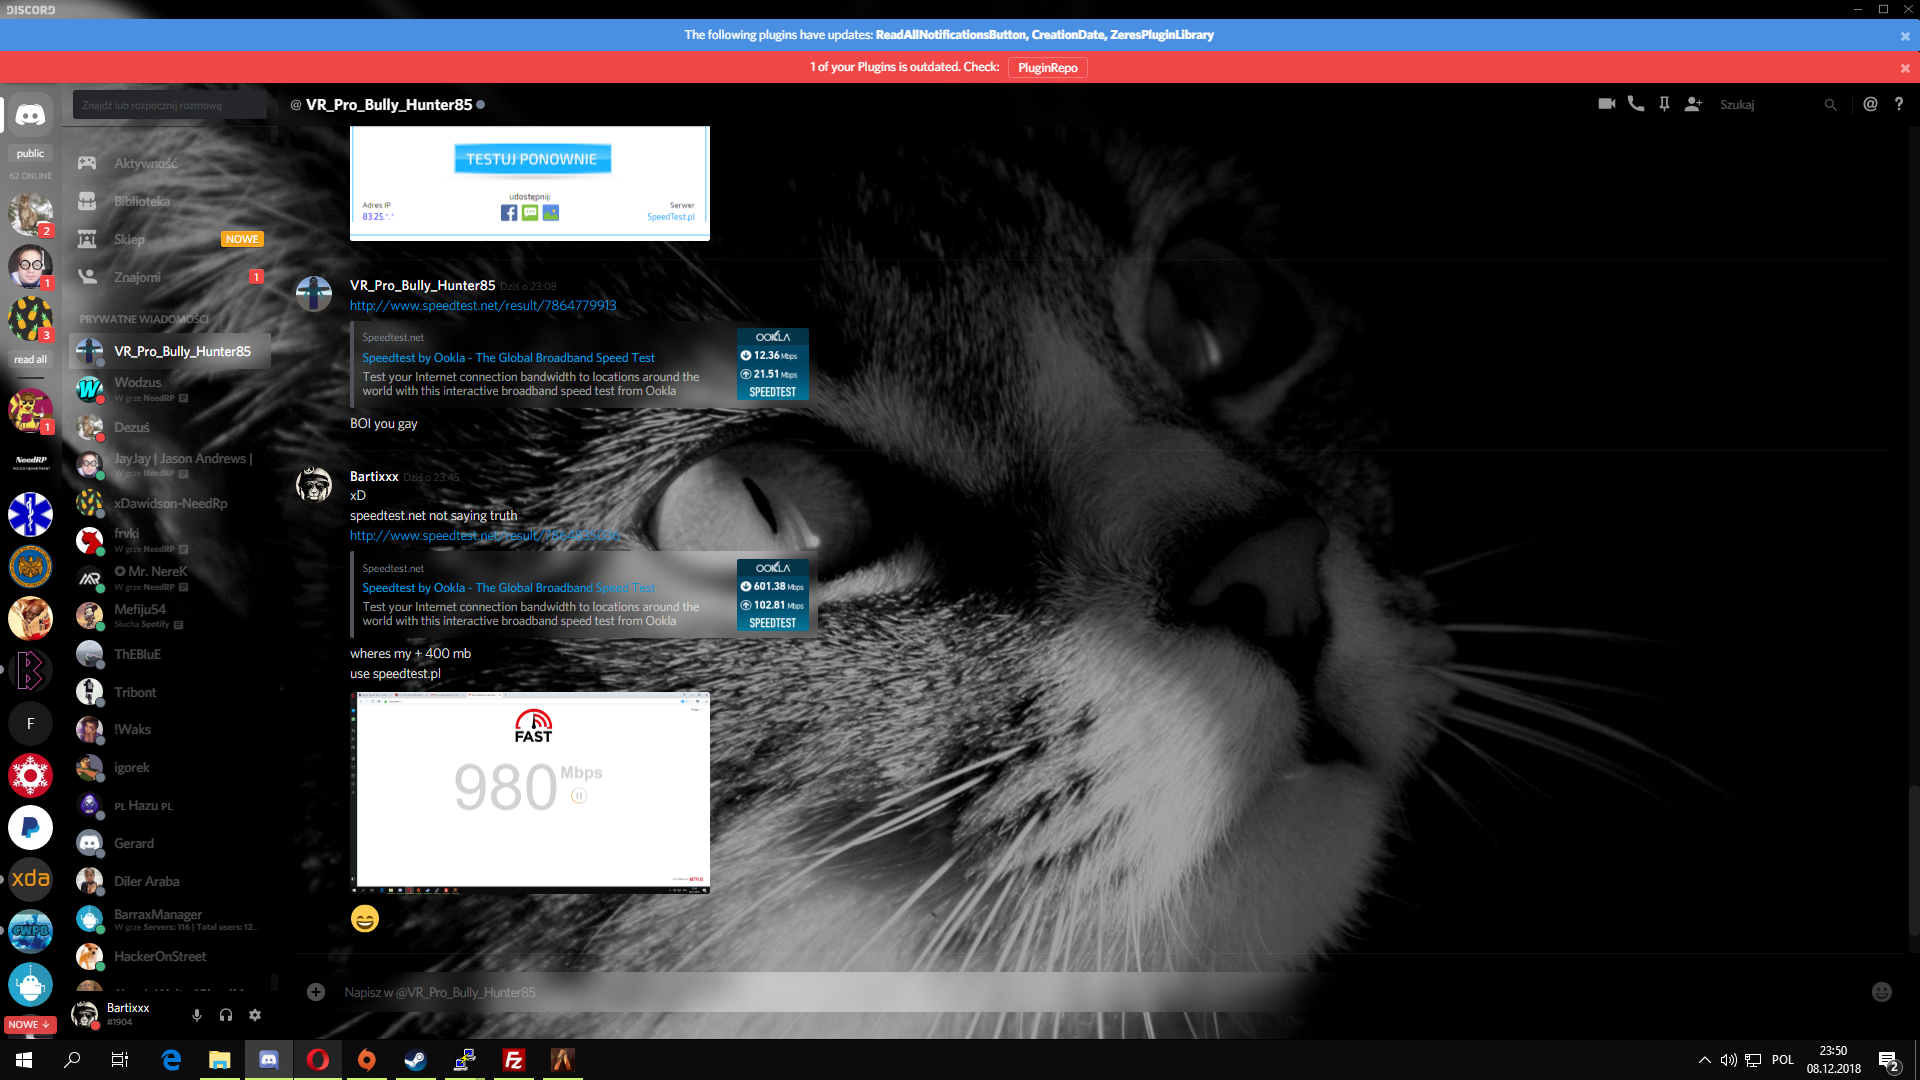 DISCORD
The following plugins have updates: ReadAllNotificationsButton, CreationDate, ZeresPluginLibrary
1 of your Plugins is outdated. Check: PluginRepo
Znajdź lub rozpocznij rozmowę
@ VR_Pro_Bully_Hunter85
Szukaj
public
62 ONLINE
2
1
3
read all
1
NeedRP
F
xda
GWPB
NOWE ↓
Aktywność
Biblioteka
Sklep NOWE
Znajomi 1
PRYWATNE WIADOMOŚCI
VR_Pro_Bully_Hunter85
Wodzus
W grze NeedRP
Dezuś
JayJay | Jason Andrews |
W grze NeedRP
xDawidson-NeedRp
frvki
W grze NeedRP
✪ Mr. NereK
W grze NeedRP
Mefiju54
Słucha Spotify
ThEBluE
Tribont
!Waks
igorek
PL Hazu PL
Gerard
Diler Araba
BarraxManager
W grze Servers: 116 | Total users: 12...
HackerOnStreet
Bartixxx
#1904
TESTUJ PONOWNIE
udostępnij:
Adres IP
83.25.*.*
Serwer
SpeedTest.pl
VR_Pro_Bully_Hunter85 Dziś o 23:08
http://www.speedtest.net/result/7864779913
Speedtest.net
Speedtest by Ookla - The Global Broadband Speed Test
Test your Internet connection bandwidth to locations around the
world with this interactive broadband speed test from Ookla
OOKLA
12.36 Mbps
21.51 Mbps
SPEEDTEST
BOI you gay
Bartixxx Dziś o 23:45
xD
speedtest.net not saying truth
Speedtest.net
Speedtest by Ookla - The Global Broadband Speed Test
Test your Internet connection bandwidth to locations around the
world with this interactive broadband speed test from Ookla
OOKLA
601.38 Mbps
102.81 Mbps
SPEEDTEST
wheres my + 400 mb
use speedtest.pl
FAST
980 Mbps
NETFLIX
Napisz w @VR_Pro_Bully_Hunter85
POL
23:50
08.12.2018
2